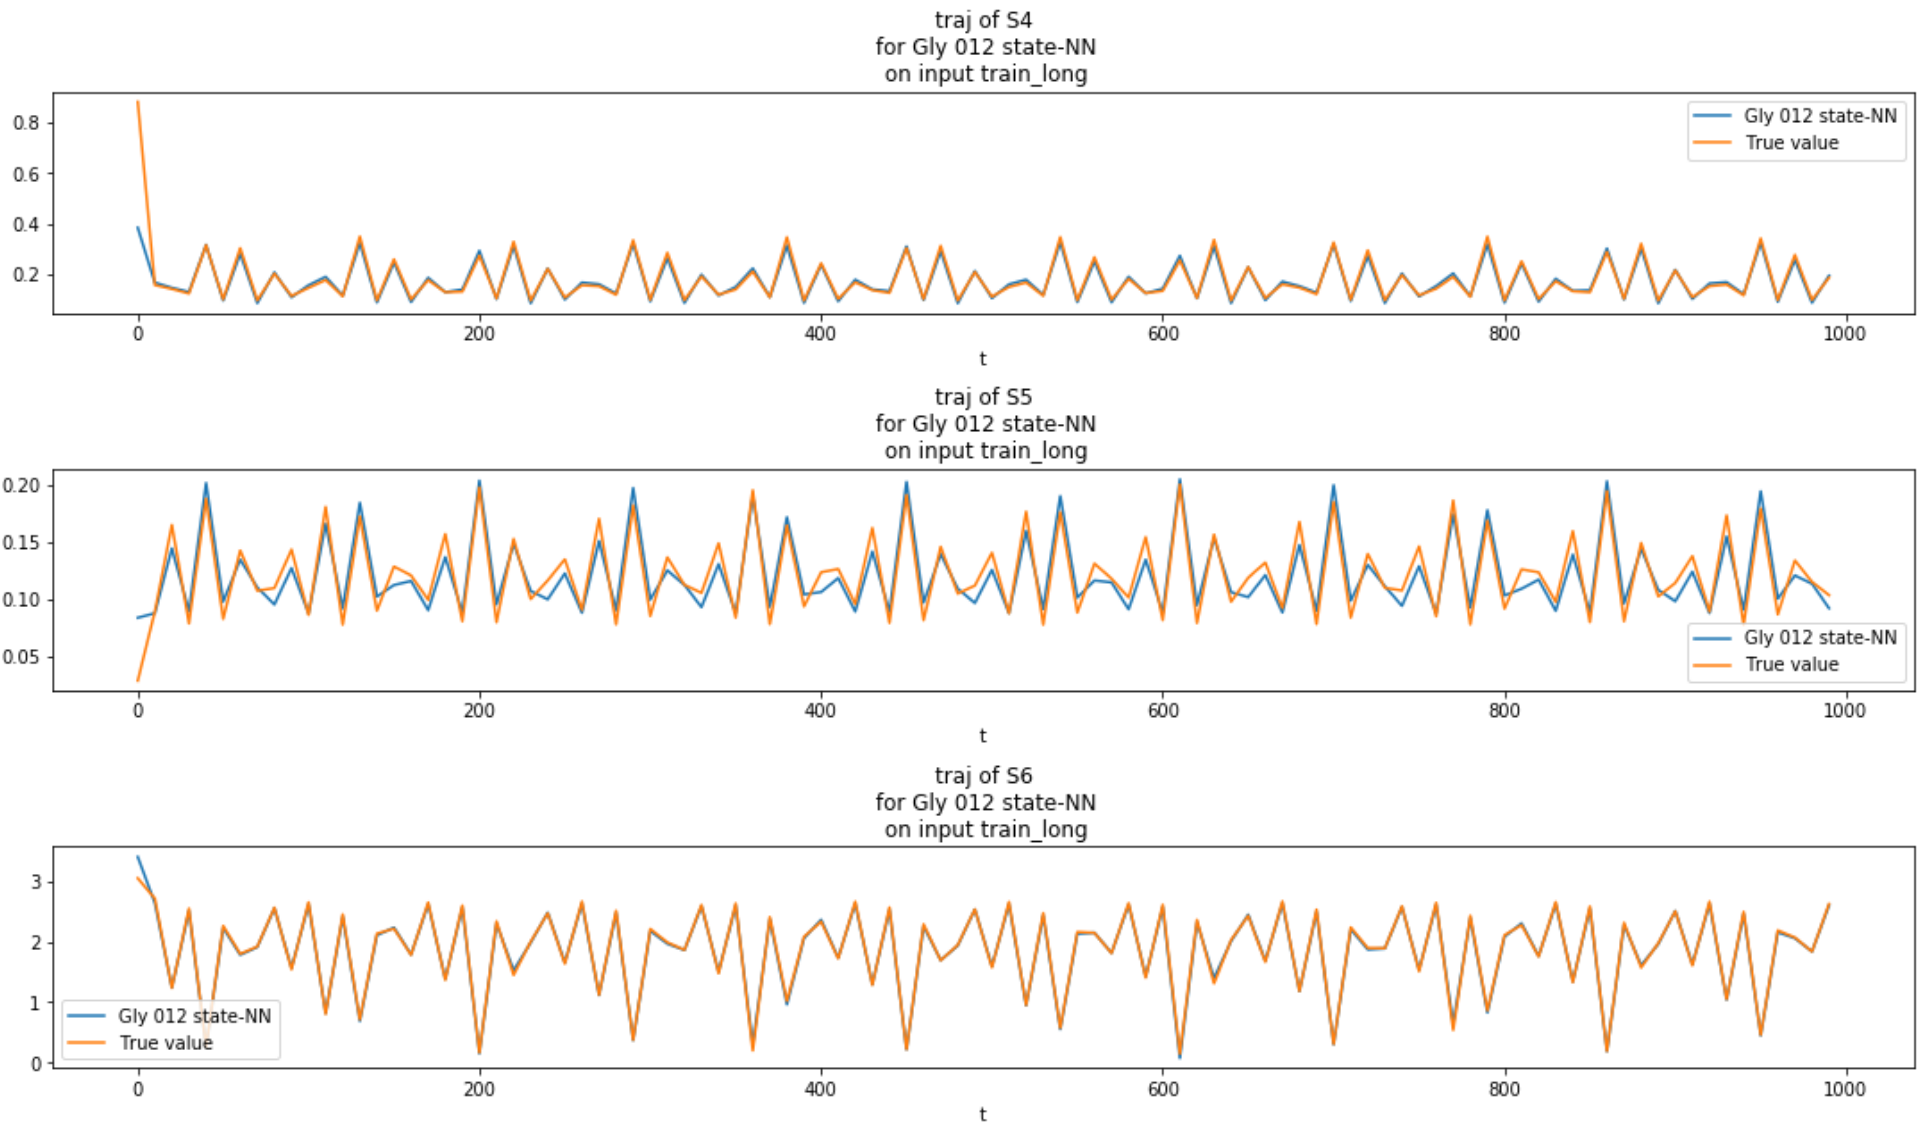 traj of S4
for Gly 012 state-NN
on input train_long
0.8
0.6
0.4
0.2
Gly 012 state-NN
True value
0
200
400
600
800
1000
t
traj of S5
for Gly 012 state-NN
on input train_long
0.20
0.15
0.10
0.05
Gly 012 state-NN
True value
0
200
400
600
800
1000
t
traj of S6
for Gly 012 state-NN
on input train_long
3
2
1
0
Gly 012 state-NN
True value
0
200
400
600
800
1000
t